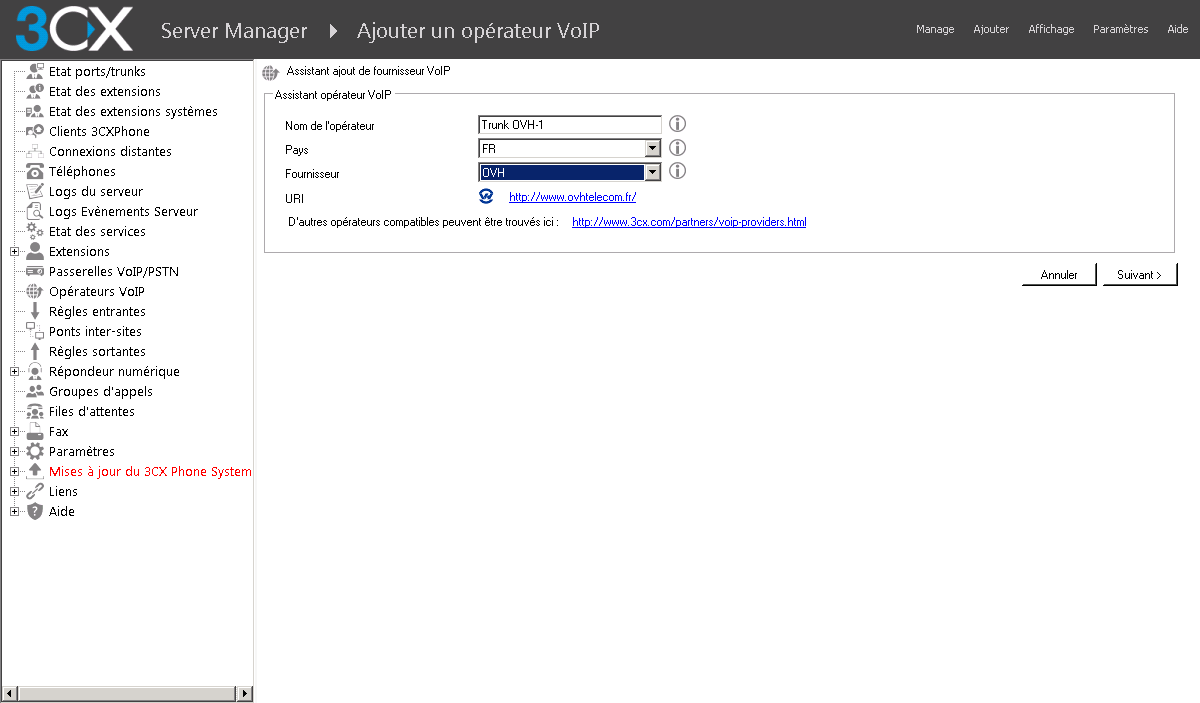 3CX Server Manager Ajouter un opérateur VoIP Manage Ajouter Affichage Paramètres Aide
Etat ports/trunks
Etat des extensions
Etat des extensions systèmes
Clients 3CXPhone
Connexions distantes
Téléphones
Logs du serveur
Logs Evènements Serveur
Etat des services
Extensions
Passerelles VoIP/PSTN
Opérateurs VoIP
Règles entrantes
Ponts inter-sites
Règles sortantes
Répondeur numérique
Groupes d'appels
Files d'attentes
Fax
Paramètres
Mises à jour du 3CX Phone System
Liens
Aide
Assistant ajout de fournisseur VoIP
Assistant opérateur VoIP
Nom de l'opérateur Trunk OVH-1
Pays FR
Fournisseur OVH
URI http://www.ovhtelecom.fr/
D'autres opérateurs compatibles peuvent être trouvés ici : http://www.3cx.com/partners/voip-providers.html
Annuler Suivant >